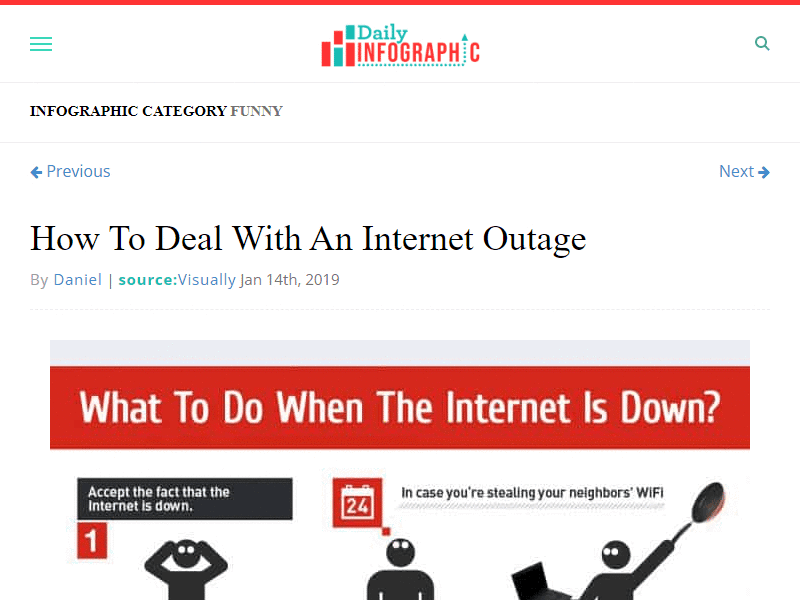 Daily
INFOGRAPHIC
INFOGRAPHIC CATEGORY FUNNY
Previous
Next
How To Deal With An Internet Outage
By Daniel | source:Visually Jan 14th, 2019
What To Do When The Internet Is Down?
Accept the fact that the
Internet is down.
1
24
In case you're stealing your neighbors' WiFi